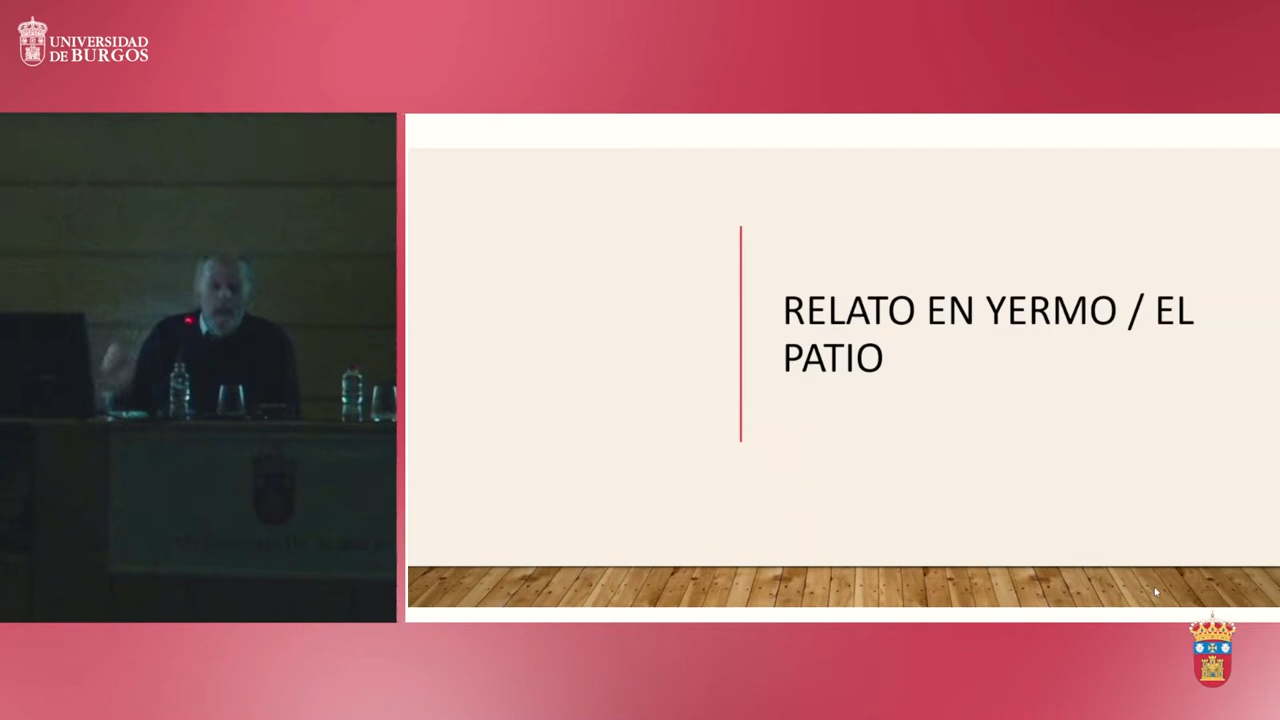 UNIVERSIDAD
DE BURGOS
RELATO EN YERMO / EL
PATIO